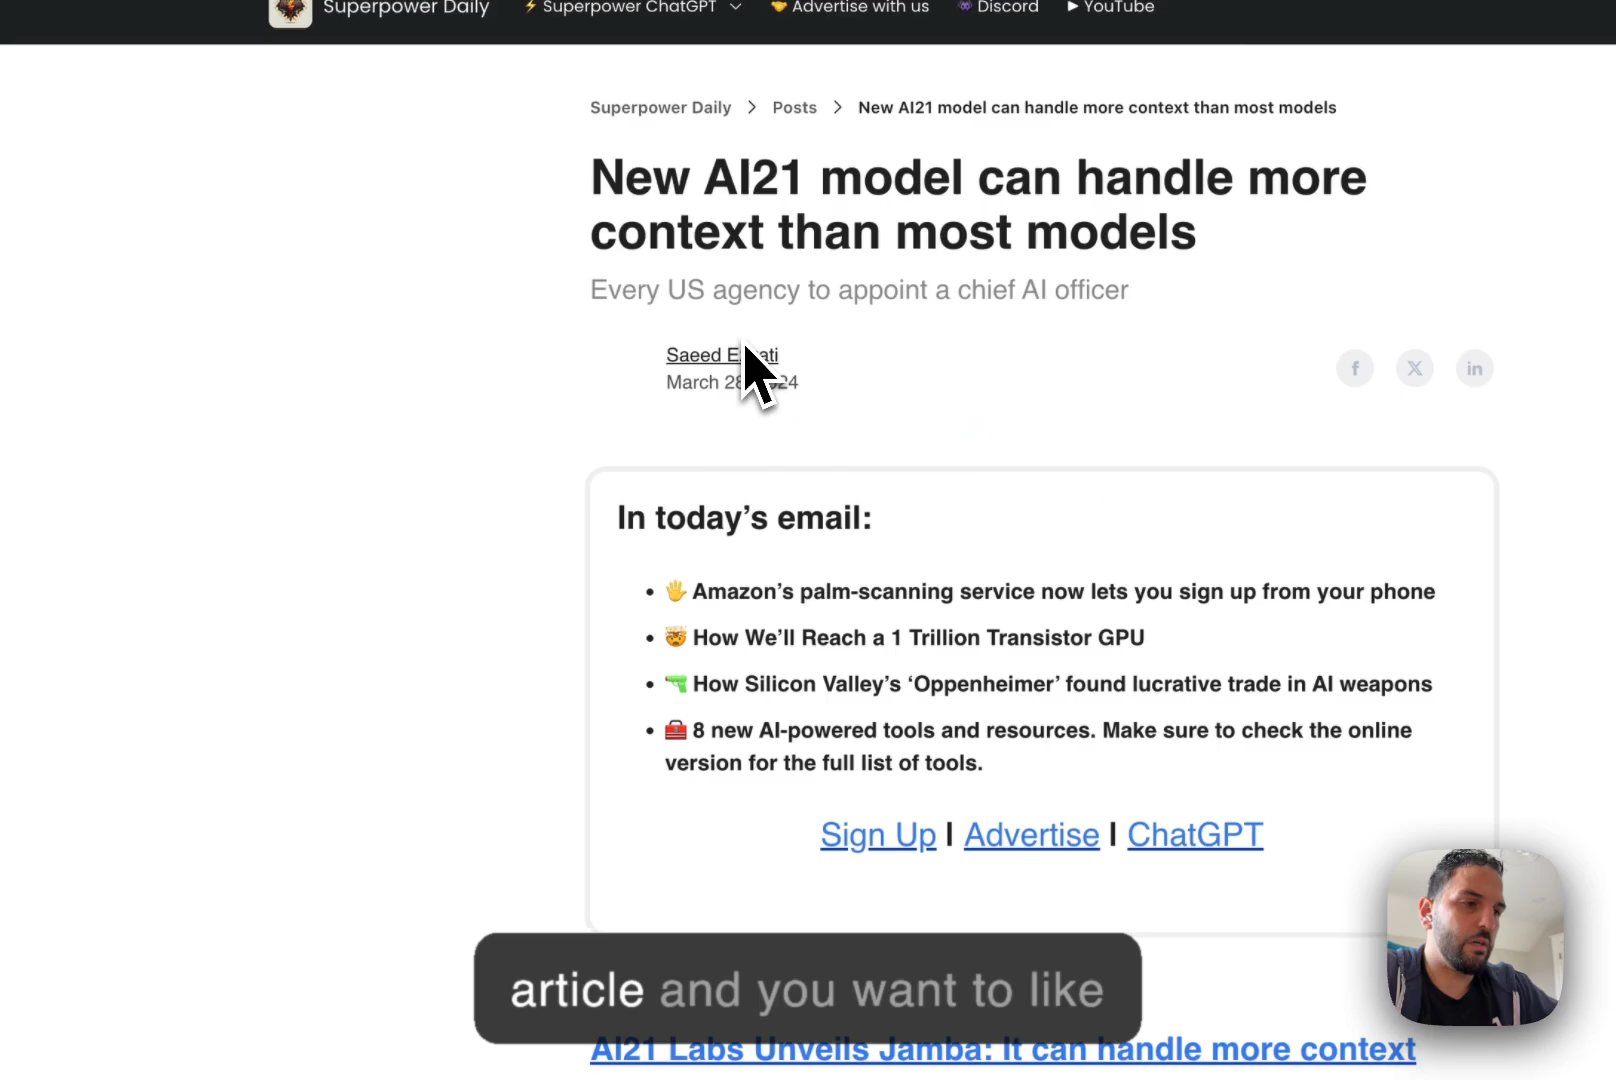 Superpower Daily
Superpower ChatGPT
Advertise with us
Discord
YouTube
Superpower Daily > Posts > New AI21 model can handle more context than most models
New AI21 model can handle more
context than most models
Every US agency to appoint a chief AI officer
Saeed
March
f
X
in
In today’s email:
• Amazon’s palm-scanning service now lets you sign up from your phone
• How We’ll Reach a 1 Trillion Transistor GPU
• How Silicon Valley’s ‘Oppenheimer’ found lucrative trade in AI weapons
• 8 new AI-powered tools and resources. Make sure to check the online
version for the full list of tools.
Sign Up | Advertise | ChatGPT
article and you want to like
AI21 Labs Unveils Jamba: It can handle more context